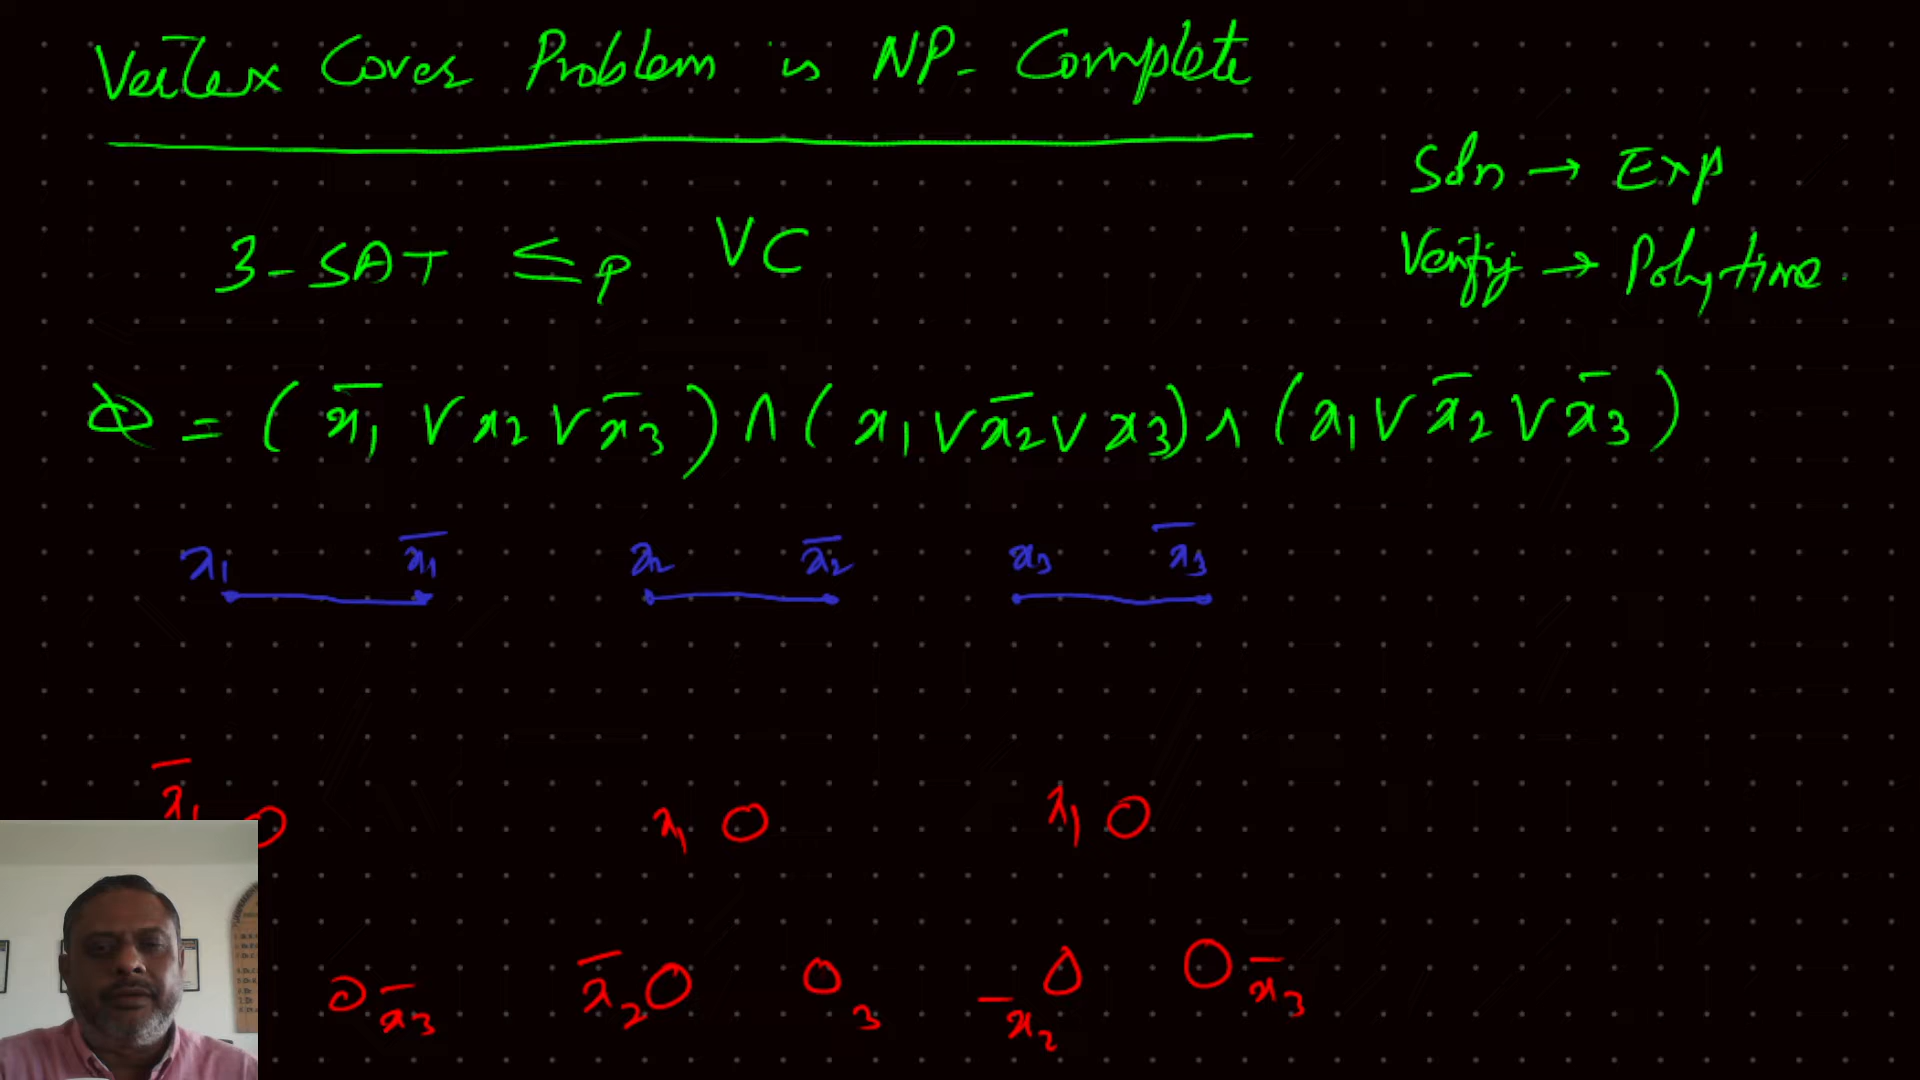 Vertex Cover Problem is NP-Complete
Soln → Exp
Verify → Polytime.
3-SAT ≤p VC
Φ = (x̅1 ∨ x2 ∨ x̅3) ∧ (x1 ∨ x̅2 ∨ x3) ∧ (x1 ∨ x̅2 ∨ x̅3)
x1 x̅1 x2 x̅2 x3 x̅3
x̅1 x1 x1
x̅3 x̅2 3 x̅2 x̅3